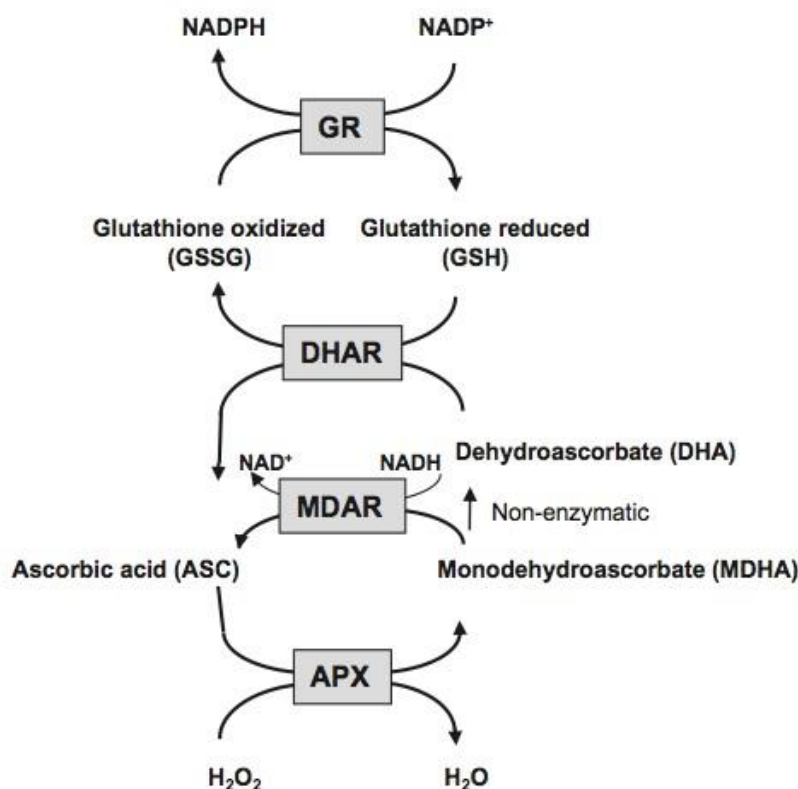 NADPH NADP⁺
GR
Glutathione oxidized Glutathione reduced
(GSSG) (GSH)
DHAR
Dehydroascorbate (DHA)
NAD⁺ NADH
MDAR
Non-enzymatic
Ascorbic acid (ASC) Monodehydroascorbate (MDHA)
APX
H₂O₂ H₂O